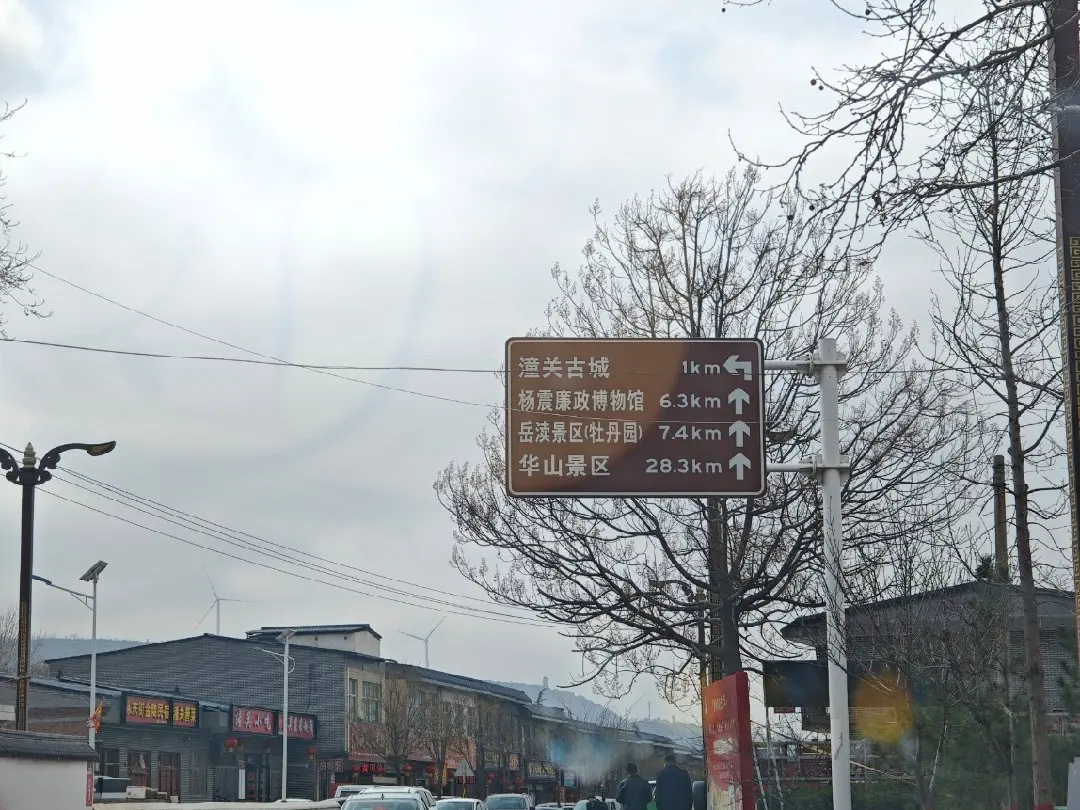 潼关古城 1km
杨震廉政博物馆 6.3km
岳渎景区(牡丹园) 7.4km
华山景区 28.3km